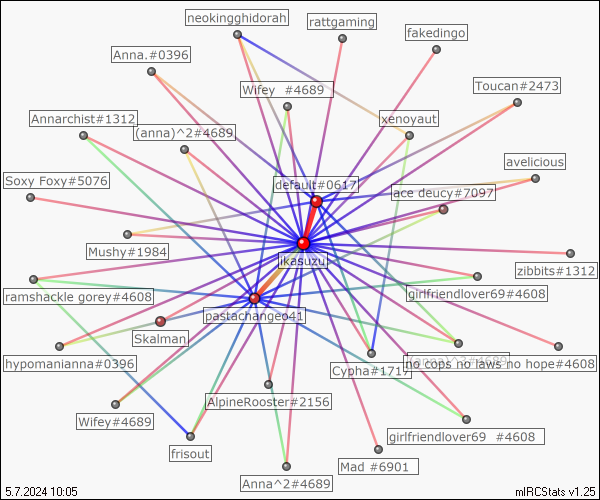 neokingghidorah
rattgaming
fakedingo
Anna.#0396
Wifey  #4689
Toucan#2473
Annarchist#1312
xenoyaut
(anna)^2#4689
avelicious
Soxy Foxy#5076
default#0617
ace deucy#7097
Mushy#1984
ikasuzu
zibbits#1312
ramshackle gorey#4608
girlfriendlover69#4608
pastachangeo41
Skalman
hypomanianna#0396
Cypha#1717
no cops no laws no hope#4608
AlpineRooster#2156
Wifey#4689
girlfriendlover69  #4608
frisout
Mad #6901
Anna^2#4689
5.7.2024 10:05
mIRCStats v1.25